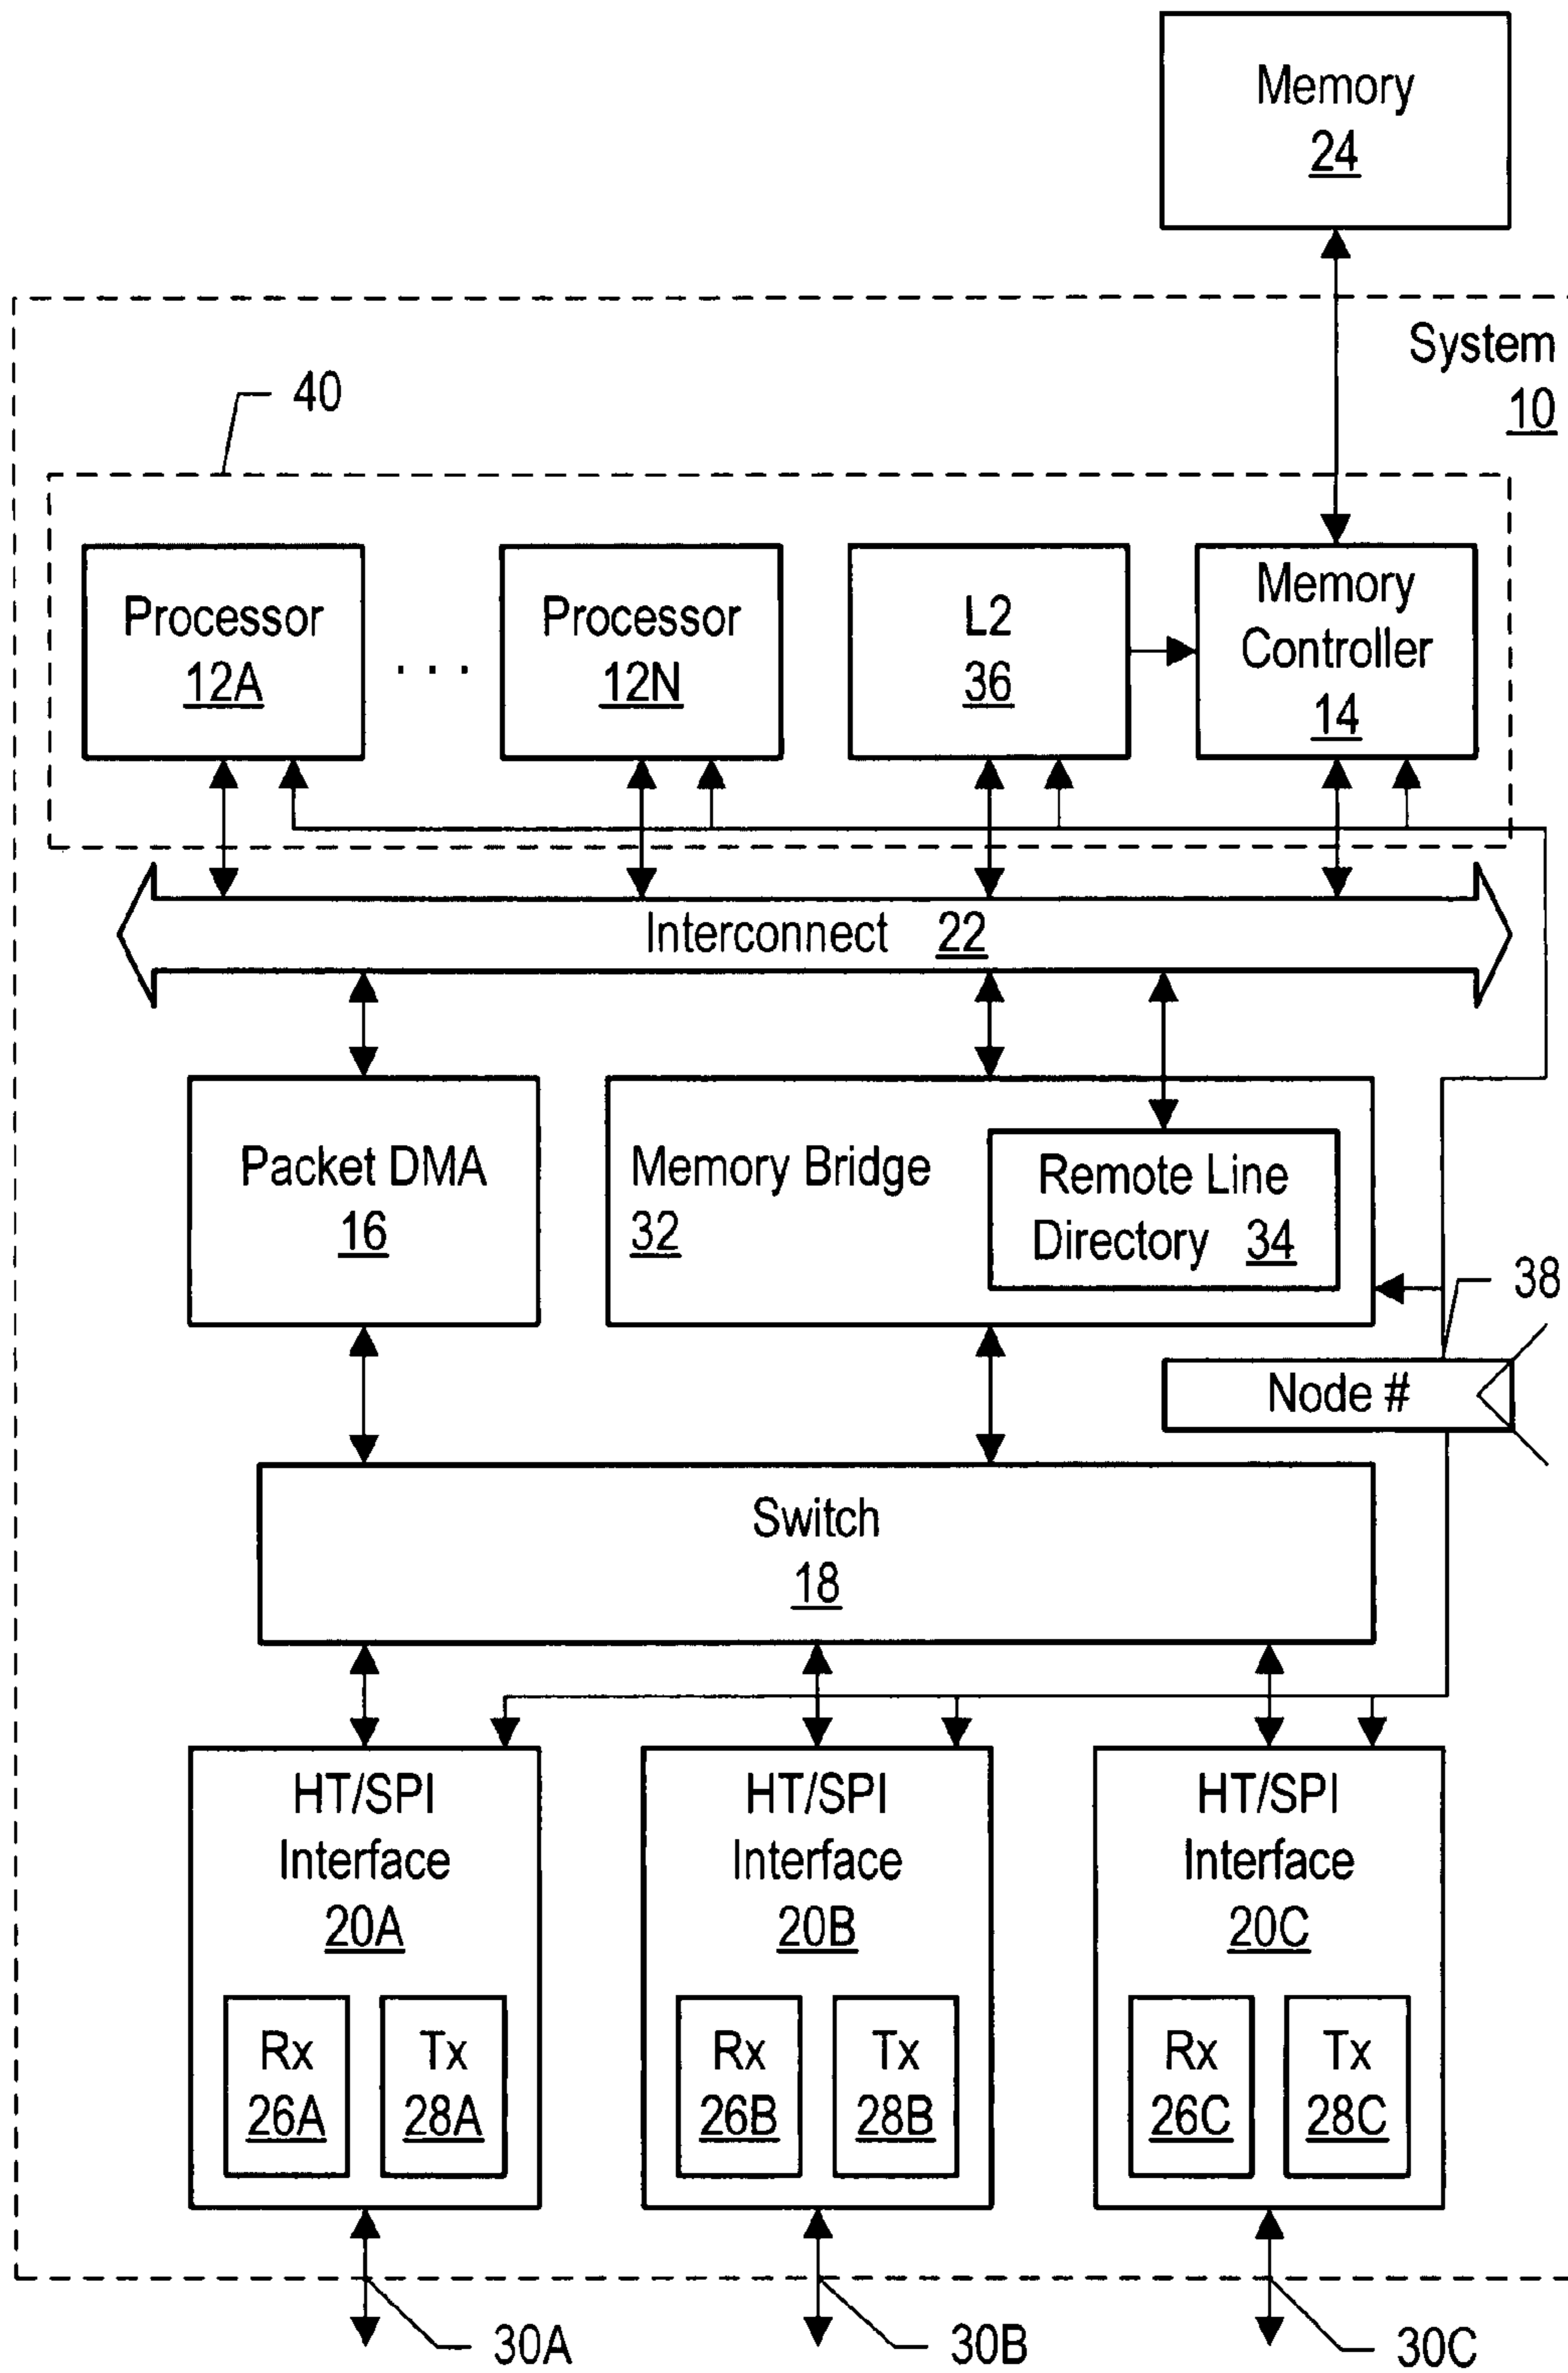 Memory
24
System
10
40
Processor
12A
. . .
Processor
12N
L2
36
Memory
Controller
14
Interconnect 22
Packet DMA
16
Memory Bridge
32
Remote Line
Directory 34
38
Node #
Switch
18
HT/SPI
Interface
20A
Rx
26A
Tx
28A
HT/SPI
Interface
20B
Rx
26B
Tx
28B
HT/SPI
Interface
20C
Rx
26C
Tx
28C
30A
30B
30C